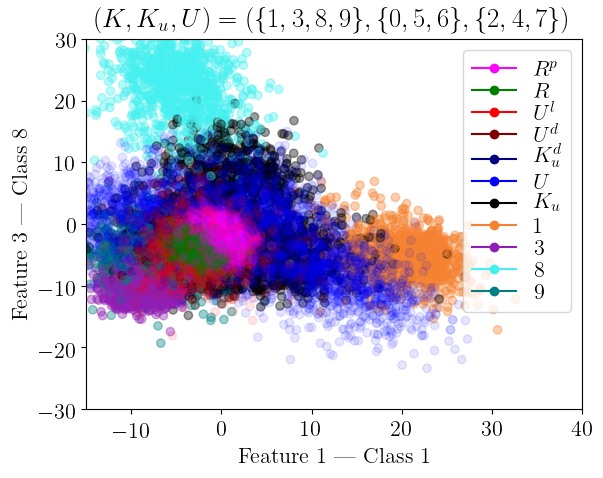 (K, K_u, U) = ({1, 3, 8, 9}, {0, 5, 6}, {2, 4, 7})
30
20
10
0
−10
−20
−30
Feature 3 — Class 8
R^p
R
U^l
U^d
K_u^d
U
K_u
1
3
8
9
−10
0
10
20
30
40
Feature 1 — Class 1